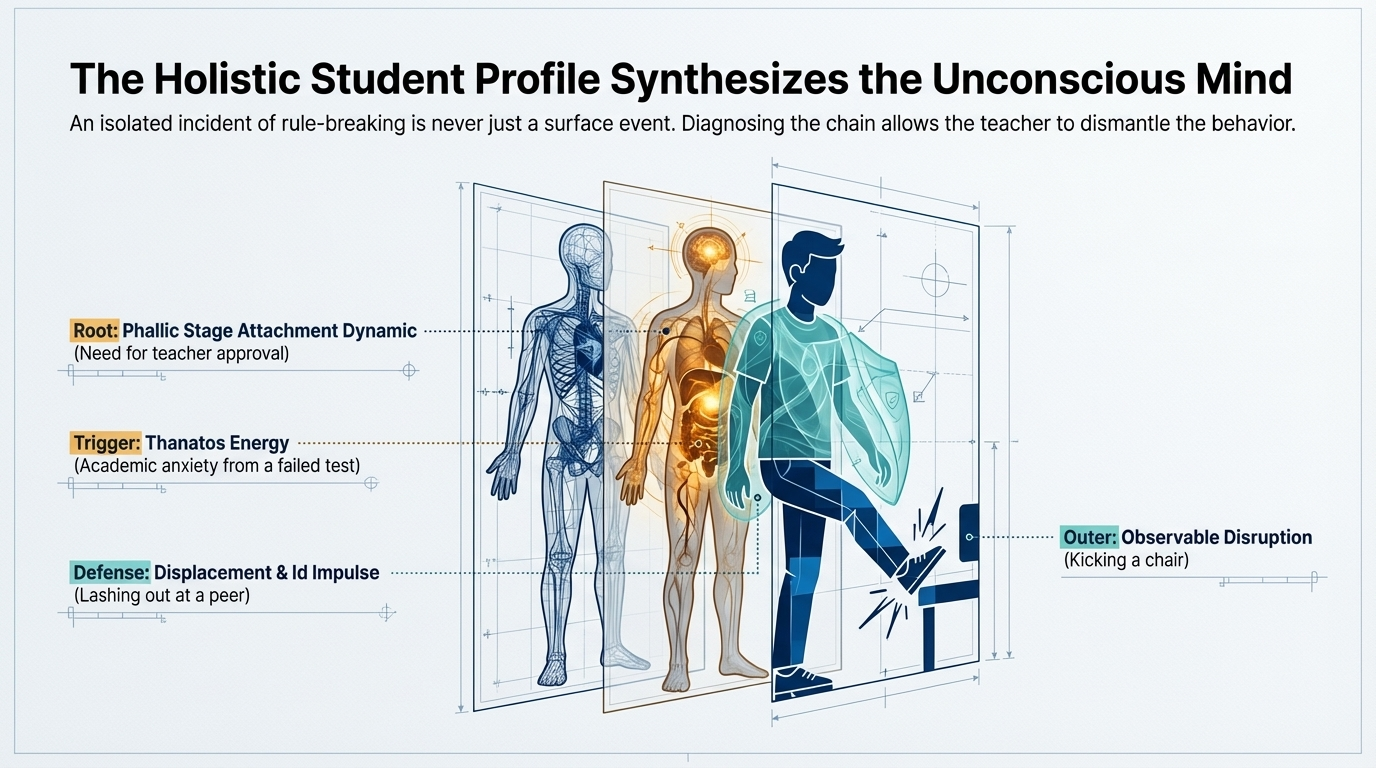 The Holistic Student Profile Synthesizes the Unconscious Mind
An isolated incident of rule-breaking is never just a surface event. Diagnosing the chain allows the teacher to dismantle the behavior.
Root: Phallic Stage Attachment Dynamic
(Need for teacher approval)
Trigger: Thanatos Energy
(Academic anxiety from a failed test)
Defense: Displacement & Id Impulse
(Lashing out at a peer)
Outer: Observable Disruption
(Kicking a chair)